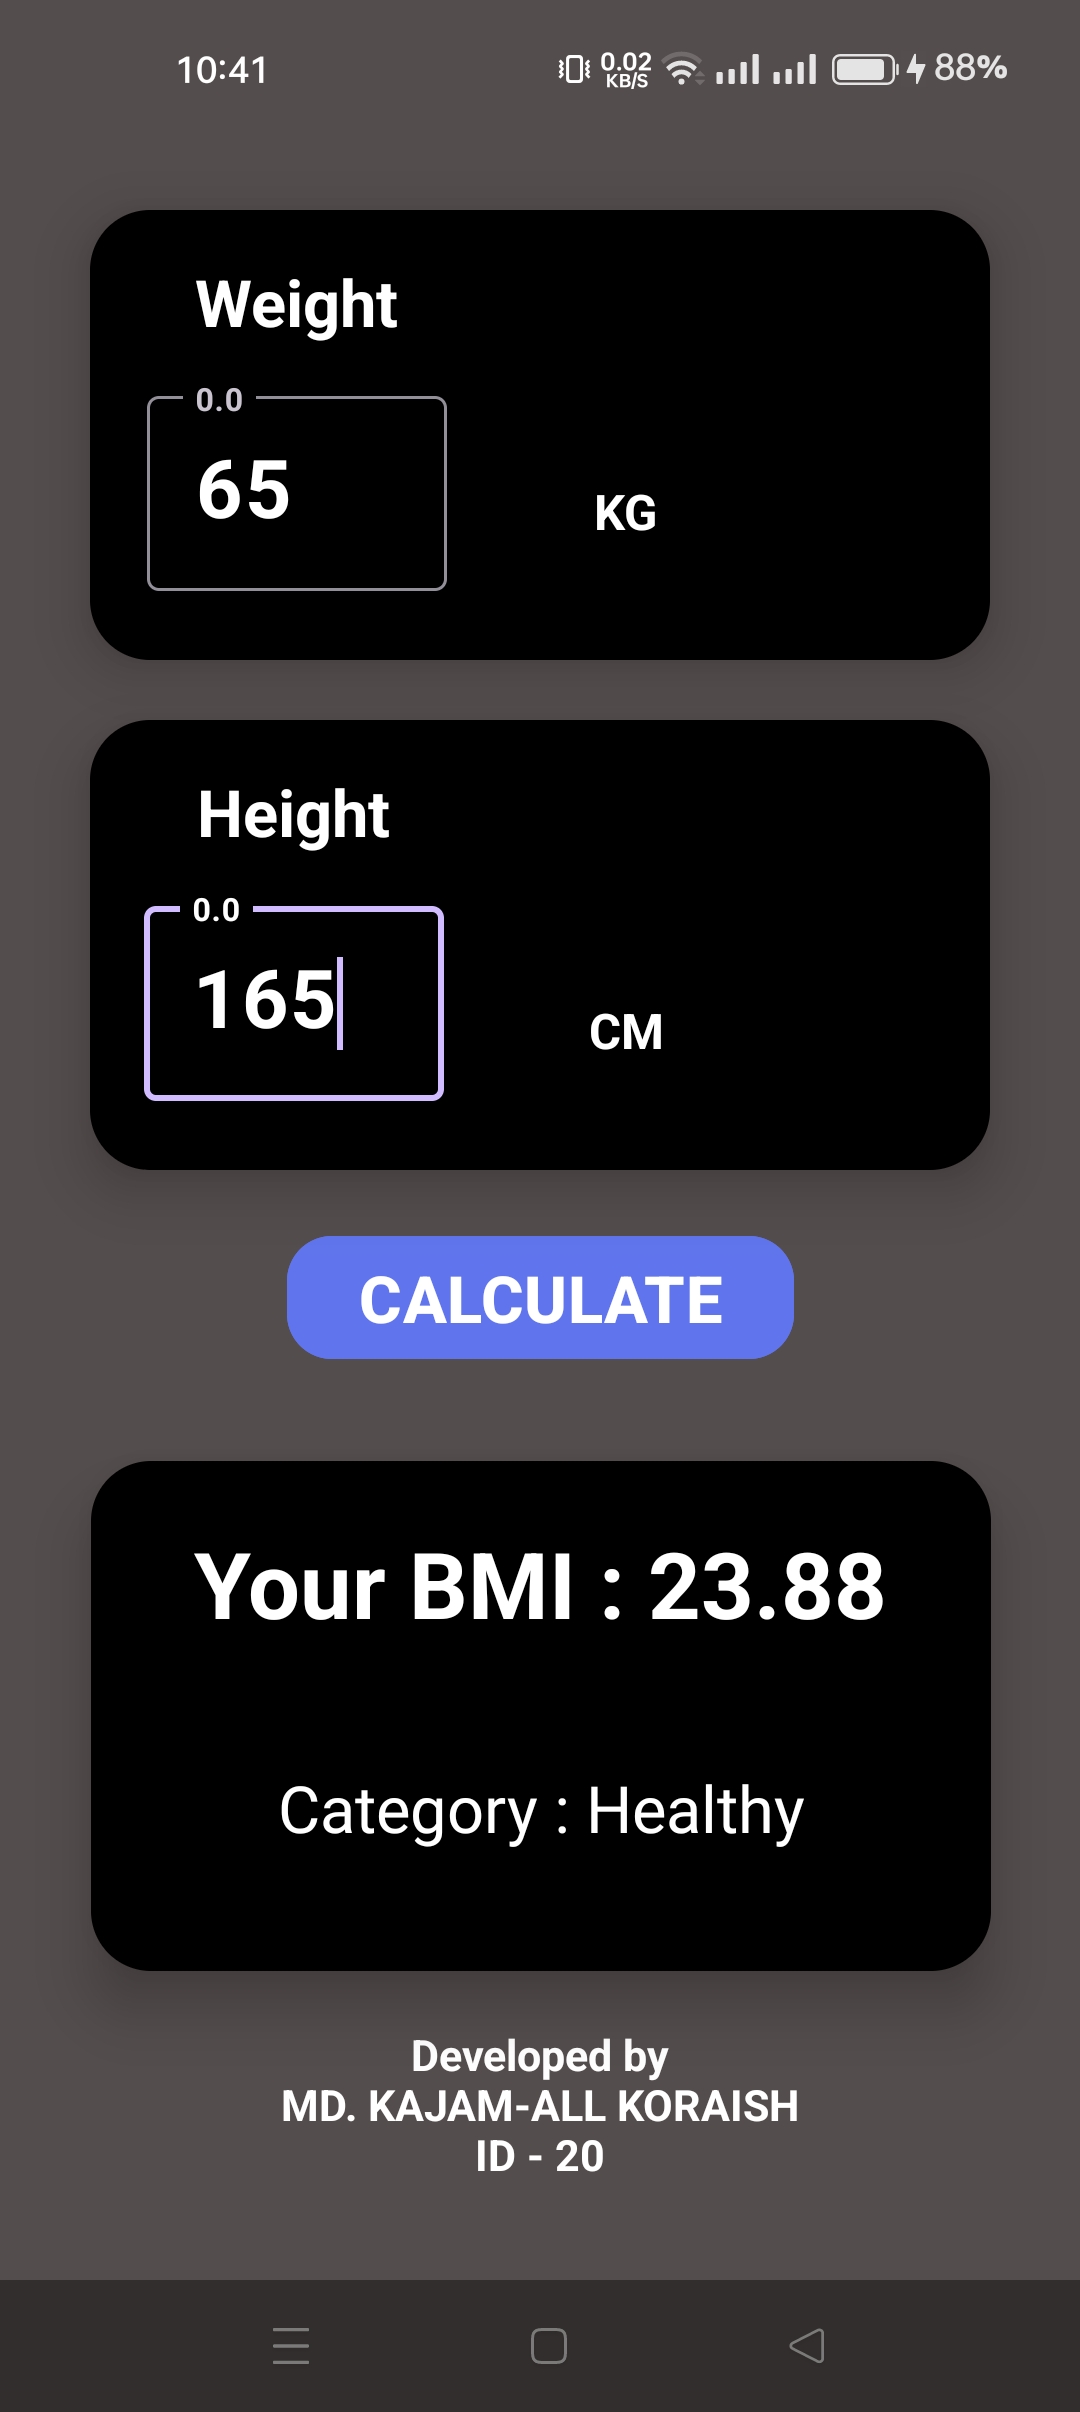 10:41
0.02
KB/S
88%
Weight
0.0
65
KG
Height
0.0
165
CM
CALCULATE
Your BMI : 23.88
Category : Healthy
Developed by
MD. KAJAM-ALL KORAISH
ID - 20